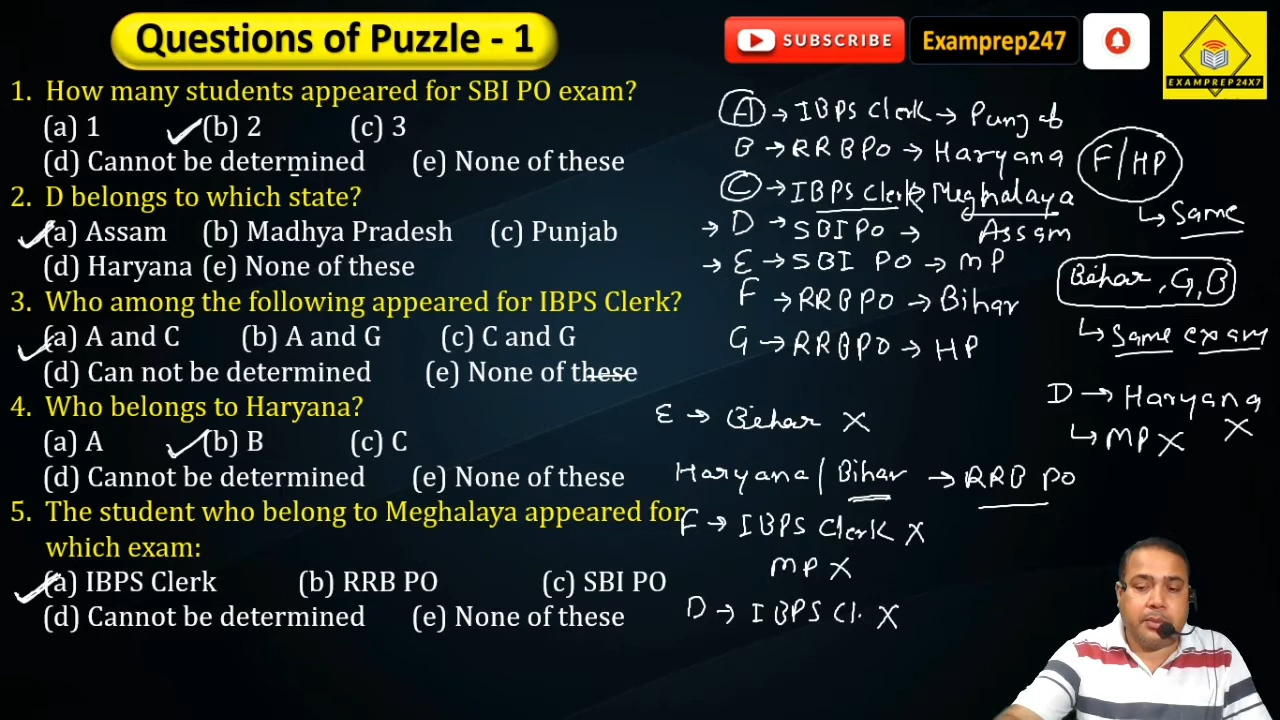 Questions of Puzzle - 1
SUBSCRIBE
Examprep247
EXAMPREP24X7
1. How many students appeared for SBI PO exam?
(a) 1 (b) 2 (c) 3
(d) Cannot be determined (e) None of these
2. D belongs to which state?
(a) Assam (b) Madhya Pradesh (c) Punjab
(d) Haryana (e) None of these
3. Who among the following appeared for IBPS Clerk?
(a) A and C (b) A and G (c) C and G
(d) Can not be determined (e) None of these
4. Who belongs to Haryana?
(a) A (b) B (c) C
(d) Cannot be determined (e) None of these
5. The student who belong to Meghalaya appeared for
which exam:
(a) IBPS Clerk (b) RRB PO (c) SBI PO
(d) Cannot be determined (e) None of these
A → IBPS Clerk → Punjab
B → RRB PO → Haryana
C → IBPS Clerk → Meghalaya
→ D → SBI PO → Assam
→ E → SBI PO → MP
F → RRB PO → Bihar
G → RRB PO → HP
F/HP
↳ Same
Bihar, G, B
↳ Same exam
D → Haryana X
↳ MP X
E → Bihar X
Haryana / Bihar → RRB PO
F → IBPS Clerk X
MP X
D → IBPS Cl. X